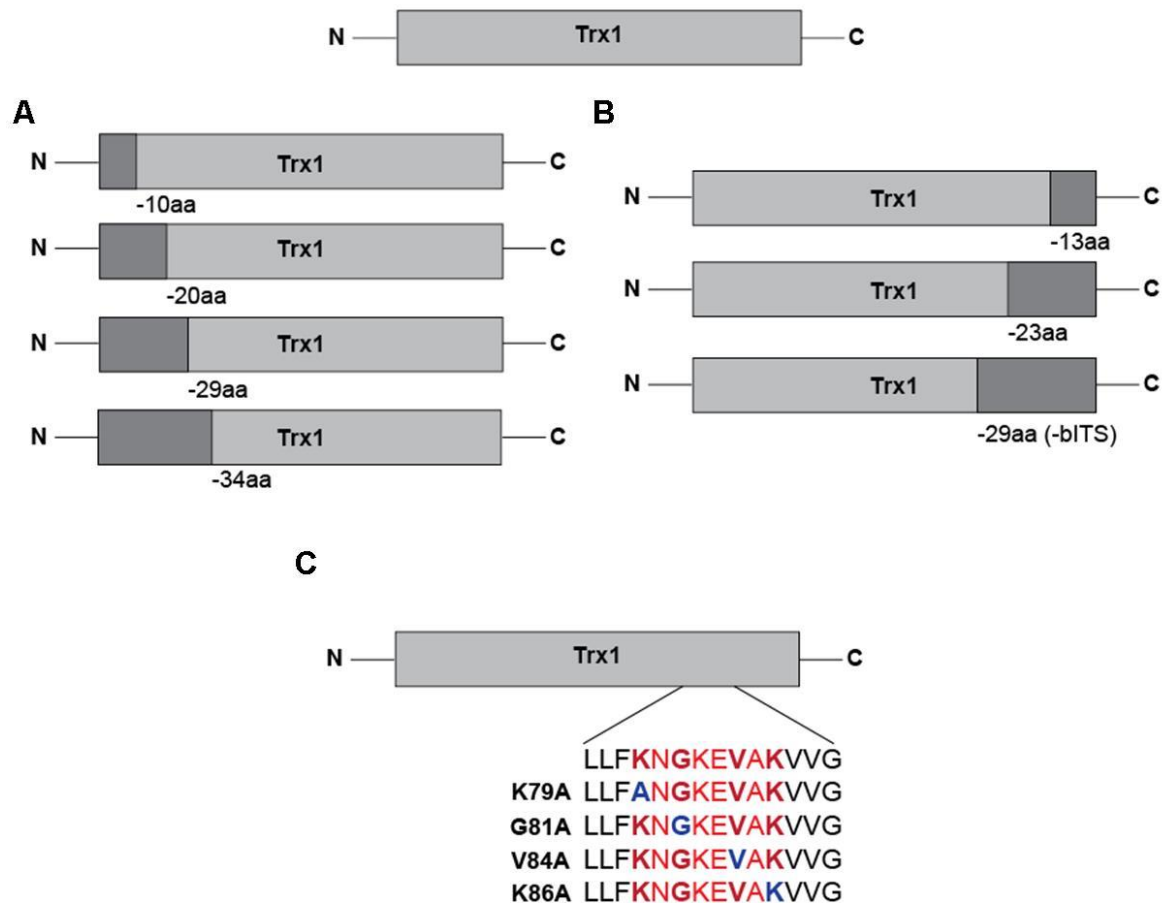 N Trx1 C
A
N Trx1 C
-10aa
N Trx1 C
-20aa
N Trx1 C
-29aa
N Trx1 C
-34aa
B
N Trx1 C
-13aa
N Trx1 C
-23aa
N Trx1 C
-29aa (-bITS)
C
N Trx1 C
LLFKNGKEVAKVVG
K79A LLFANGKEVAKVVG
G81A LLFKNGKEVAKVVG
V84A LLFKNGKEVAKVVG
K86A LLFKNGKEVAKVVG